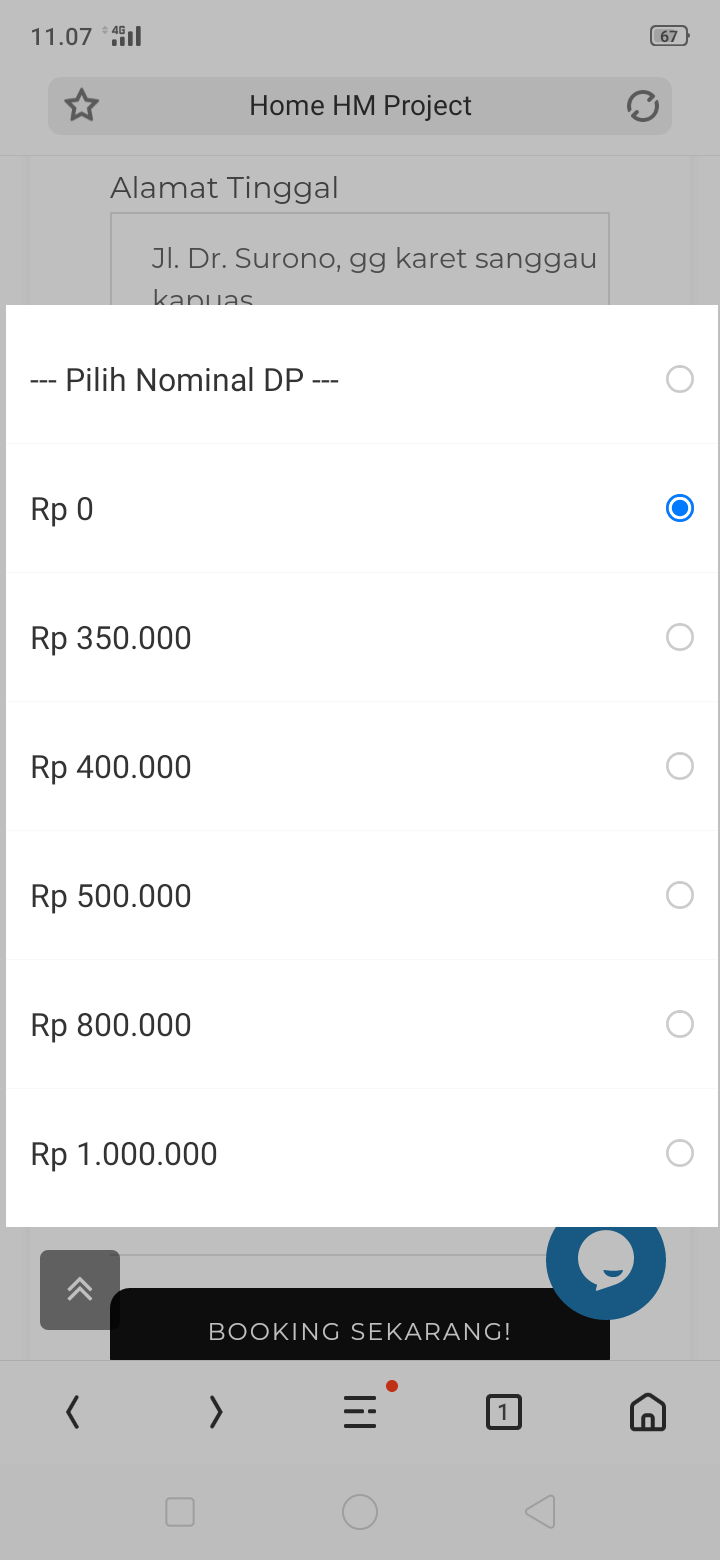 11.07 4G 67
Home HM Project
Alamat Tinggal
Jl. Dr. Surono, gg karet sanggau
kapuas
--- Pilih Nominal DP ---
Rp 0
Rp 350.000
Rp 400.000
Rp 500.000
Rp 800.000
Rp 1.000.000
BOOKING SEKARANG!
1